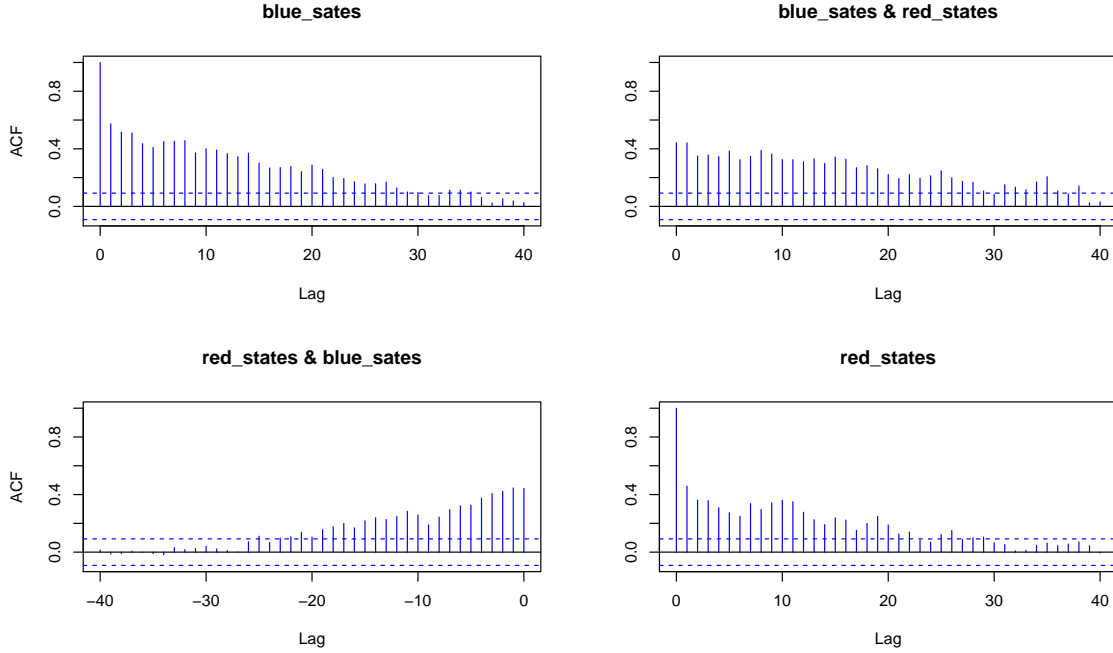 blue_sates
blue_sates & red_states
ACF
0.0 0.4 0.8
0 10 20 30 40
Lag
0.0 0.4 0.8
0 10 20 30 40
Lag
red_states & blue_sates
red_states
ACF
0.0 0.4 0.8
−40 −30 −20 −10 0
Lag
0.0 0.4 0.8
0 10 20 30 40
Lag